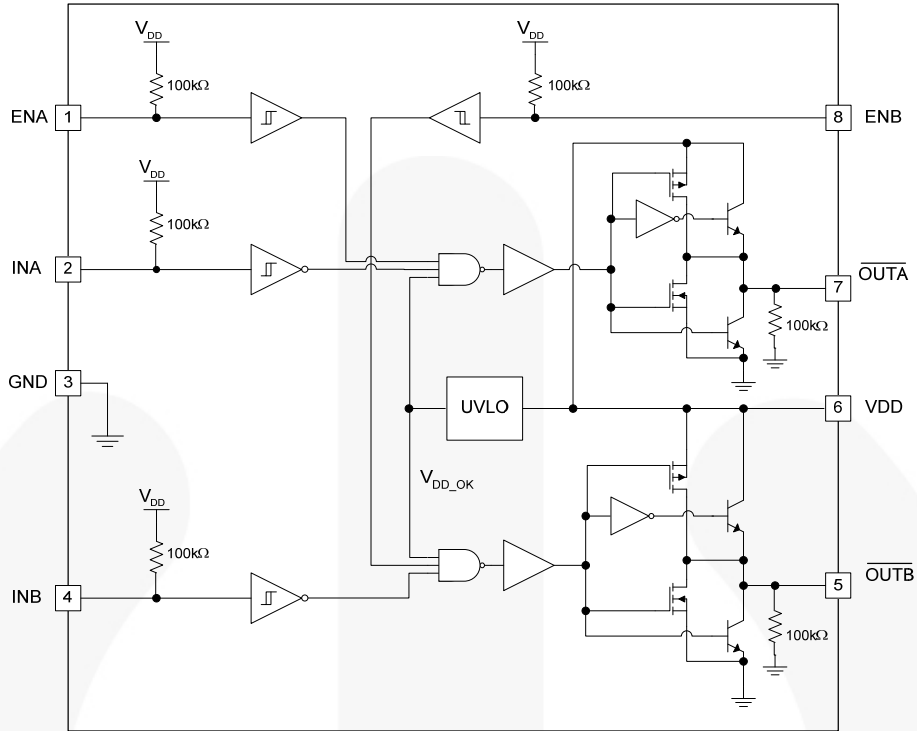 V_DD
V_DD
100kΩ
100kΩ
ENA
1
8
ENB
V_DD
100kΩ
INA
2
OUTA
7
100kΩ
GND
3
UVLO
6
VDD
V_DD_OK
V_DD
100kΩ
INB
4
OUTB
5
100kΩ